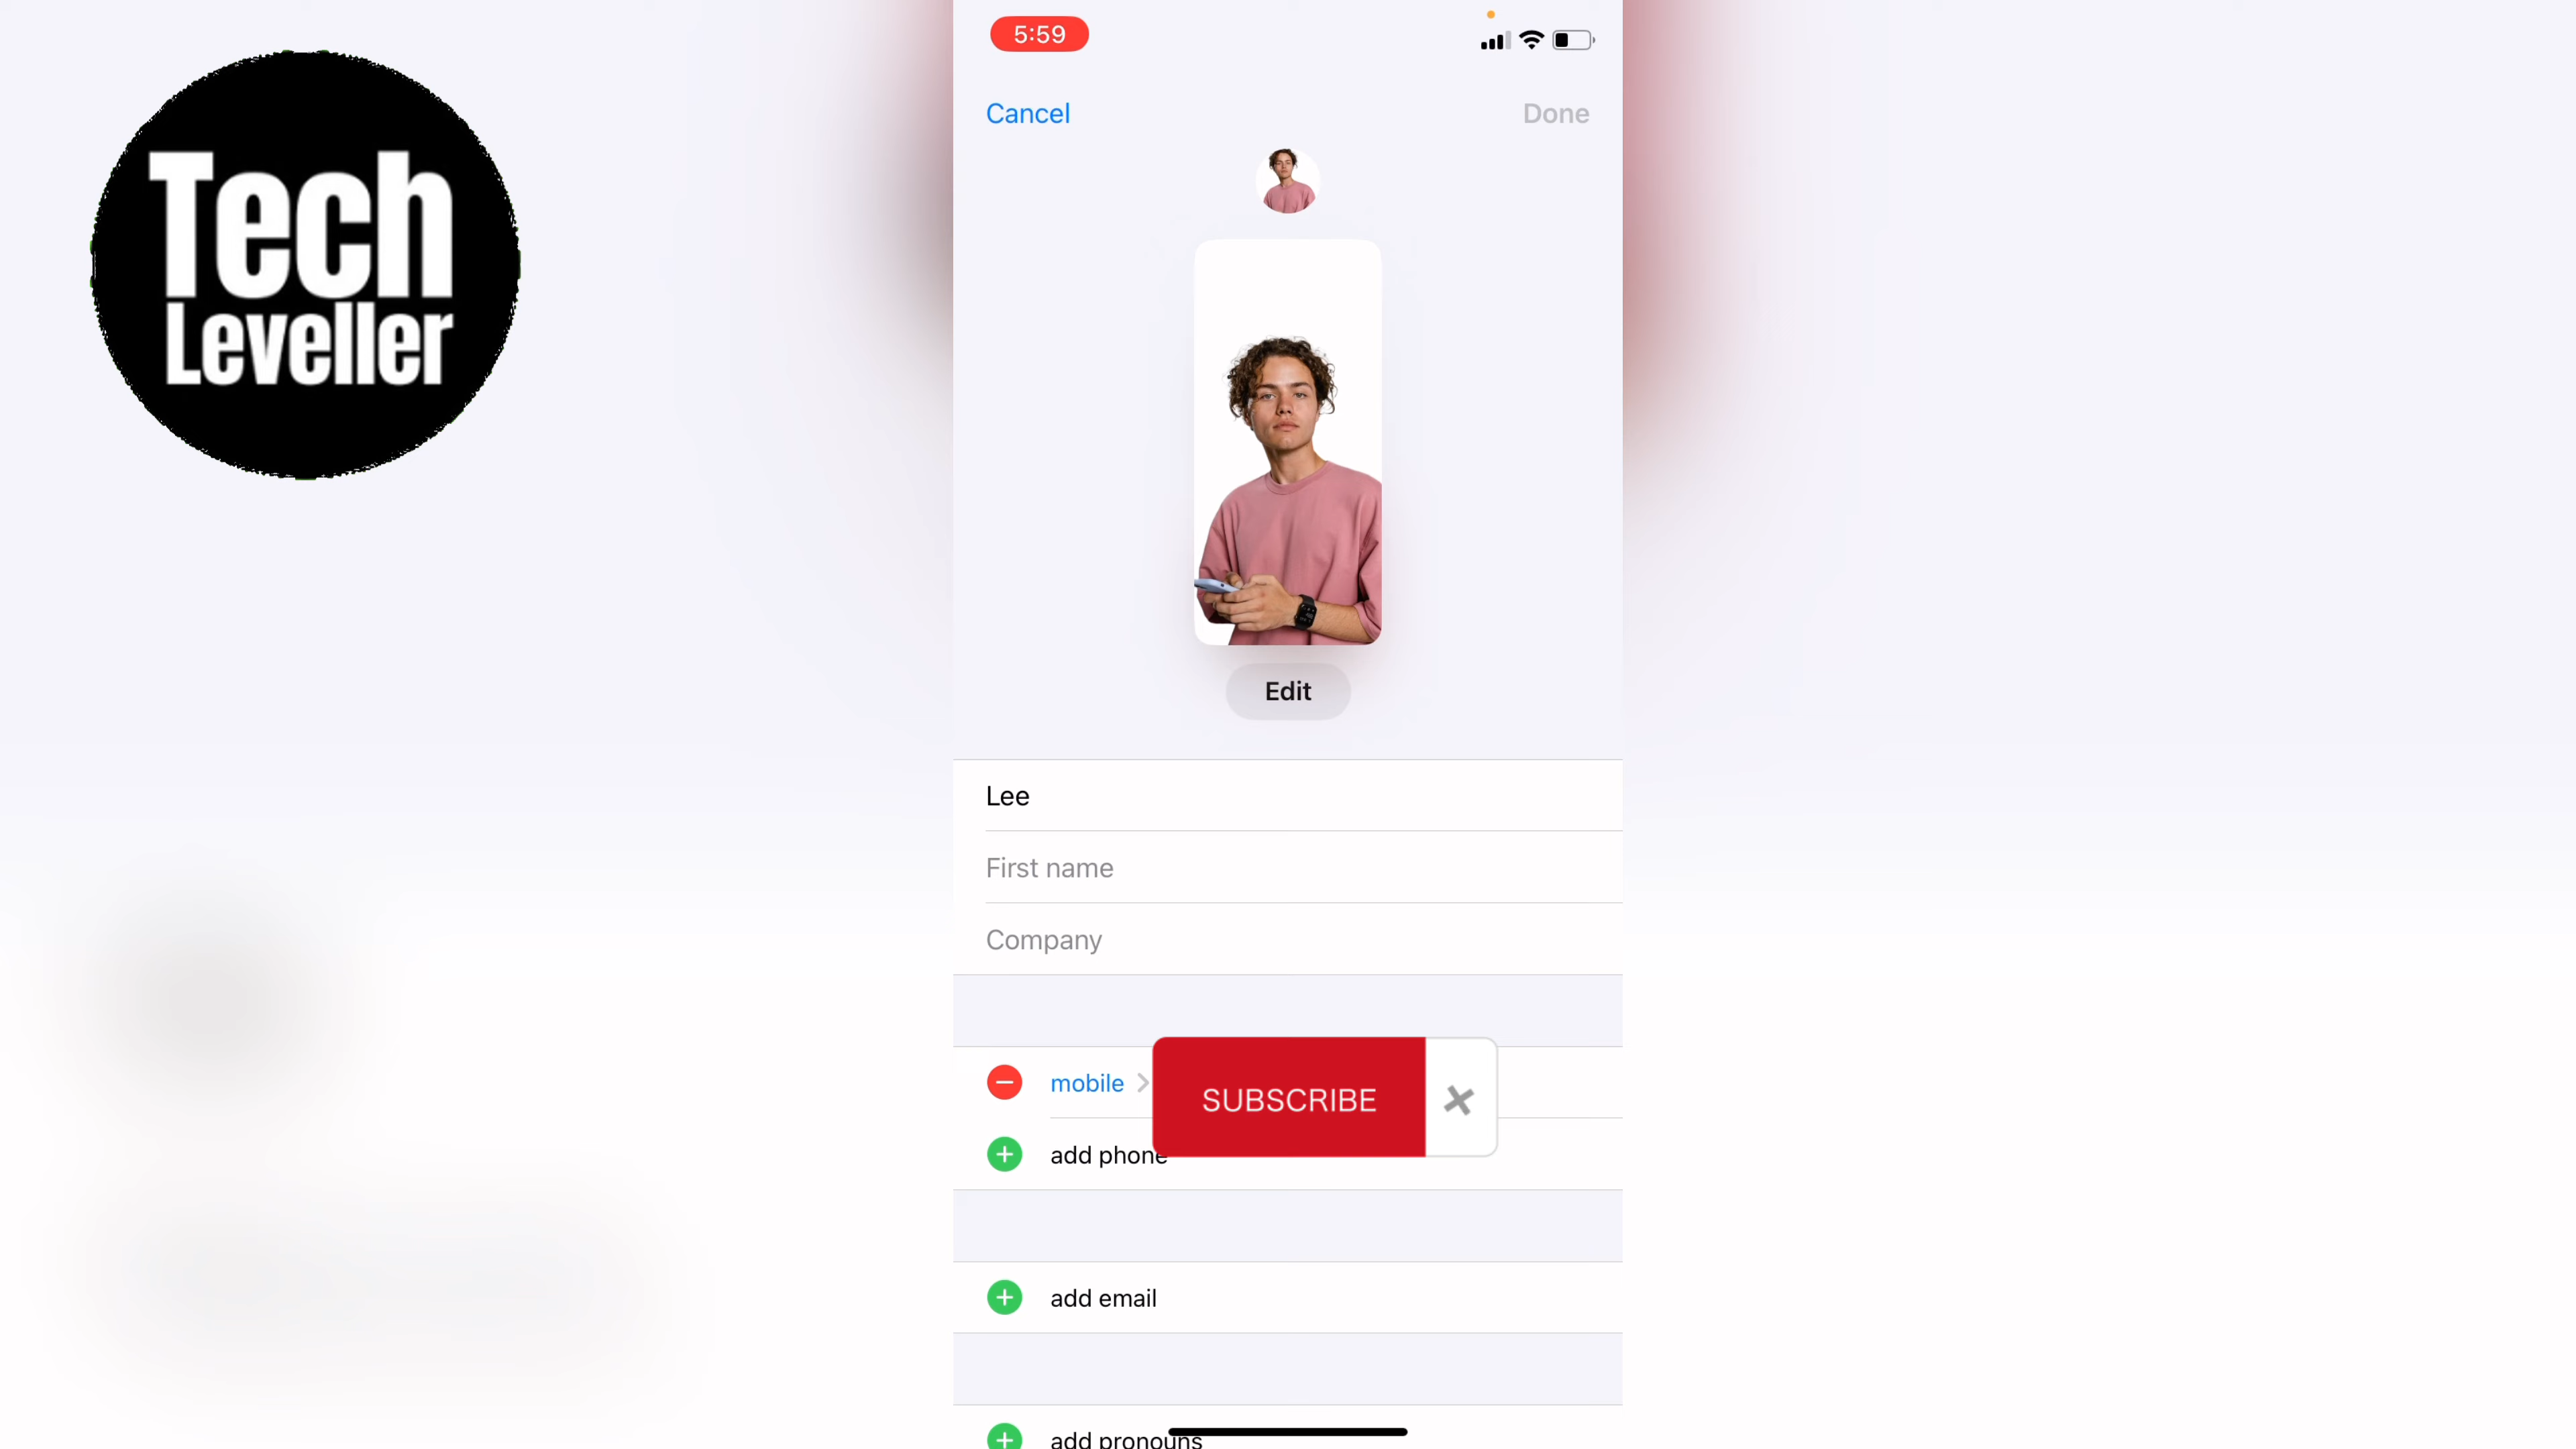 Tech
Leveller
5:59
Cancel
Done
Edit
Lee
First name
Company
mobile
SUBSCRIBE
add phone
add email
add pronouns